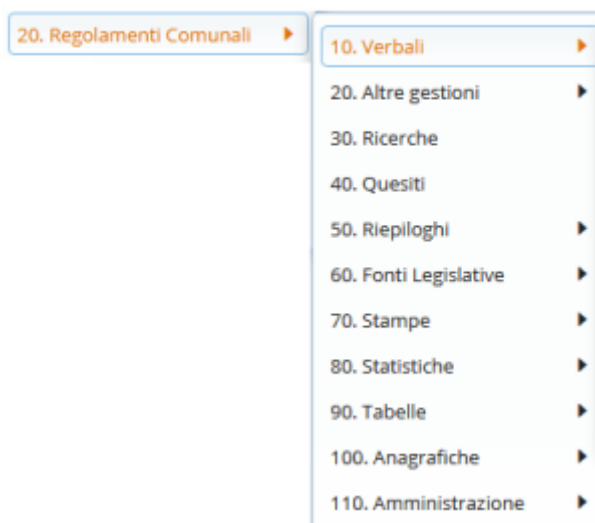 20. Regolamenti Comunali
10. Verbali
20. Altre gestioni
30. Ricerche
40. Quesiti
50. Riepiloghi
60. Fonti Legislative
70. Stampe
80. Statistiche
90. Tabelle
100. Anagrafiche
110. Amministrazione